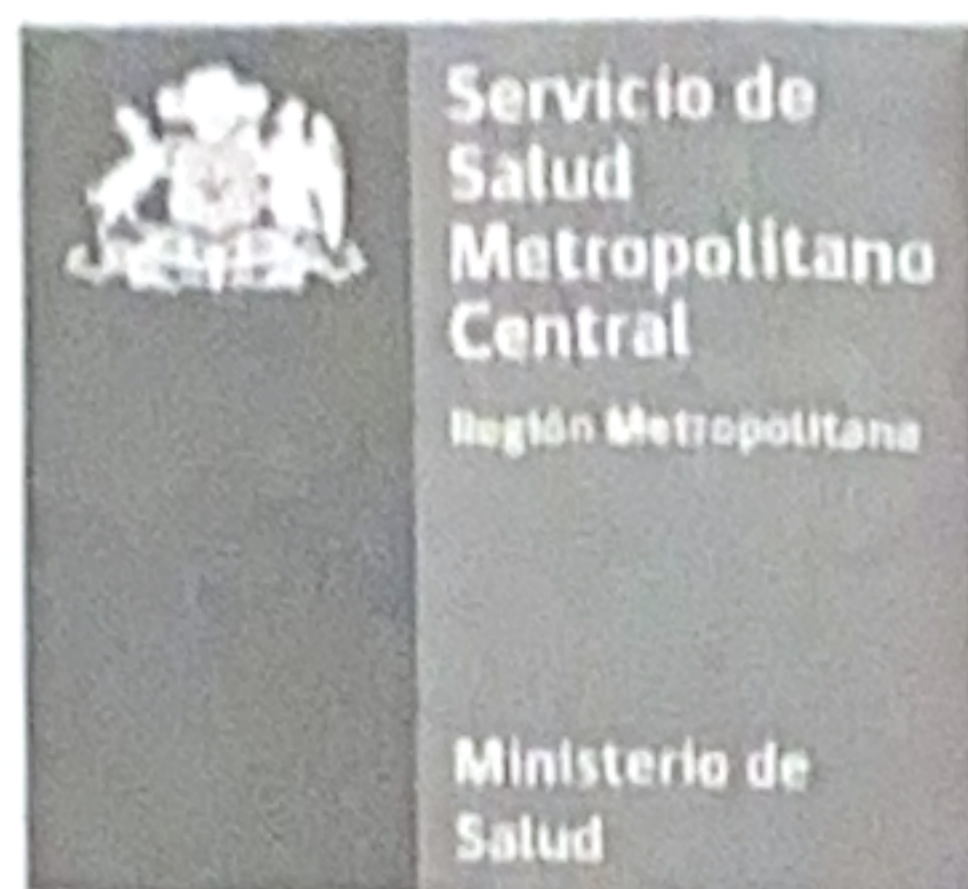 Servicio de
Salud
Metropolitano
Central
Región Metropolitana
Ministerio de
Salud